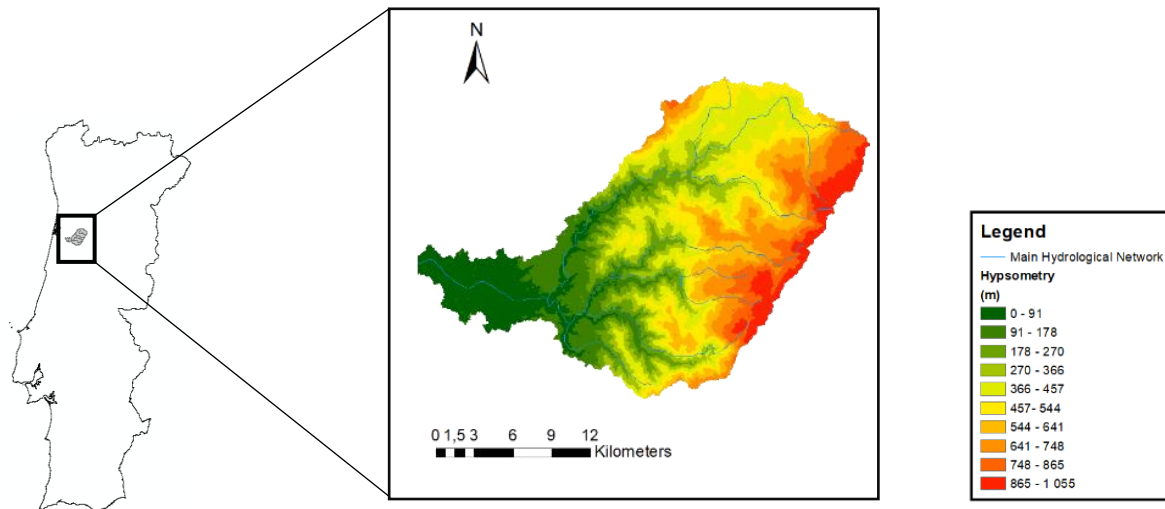 N
0 1,5 3 6 9 12
Kilometers
Legend
Main Hydrological Network
Hypsometry
(m)
0 - 91
91 - 178
178 - 270
270 - 366
366 - 457
457- 544
544 - 641
641 - 748
748 - 865
865 - 1 055